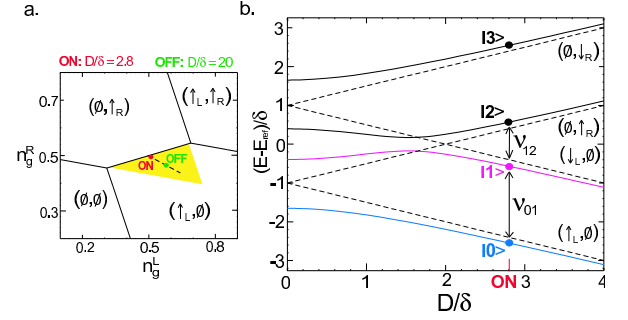 a.
ON: D/δ = 2.8 OFF: D/δ = 20
0.7
0.5
0.3
n_g^R
(∅,↑_R)
(↑_L,↑_R)
ON
OFF
(∅,∅)
(↑_L,∅)
0.2 0.5 0.8
n_g^L
b.
3
2
1
0
-1
-2
-3
(E-E_ref)/δ
I3>
(∅,↓_R)
I2>
(∅,↑_R)
ν_12
(↓_L,∅)
I1>
ν_01
(↑_L,∅)
I0>
0 1 2 3 4
D/δ
ON